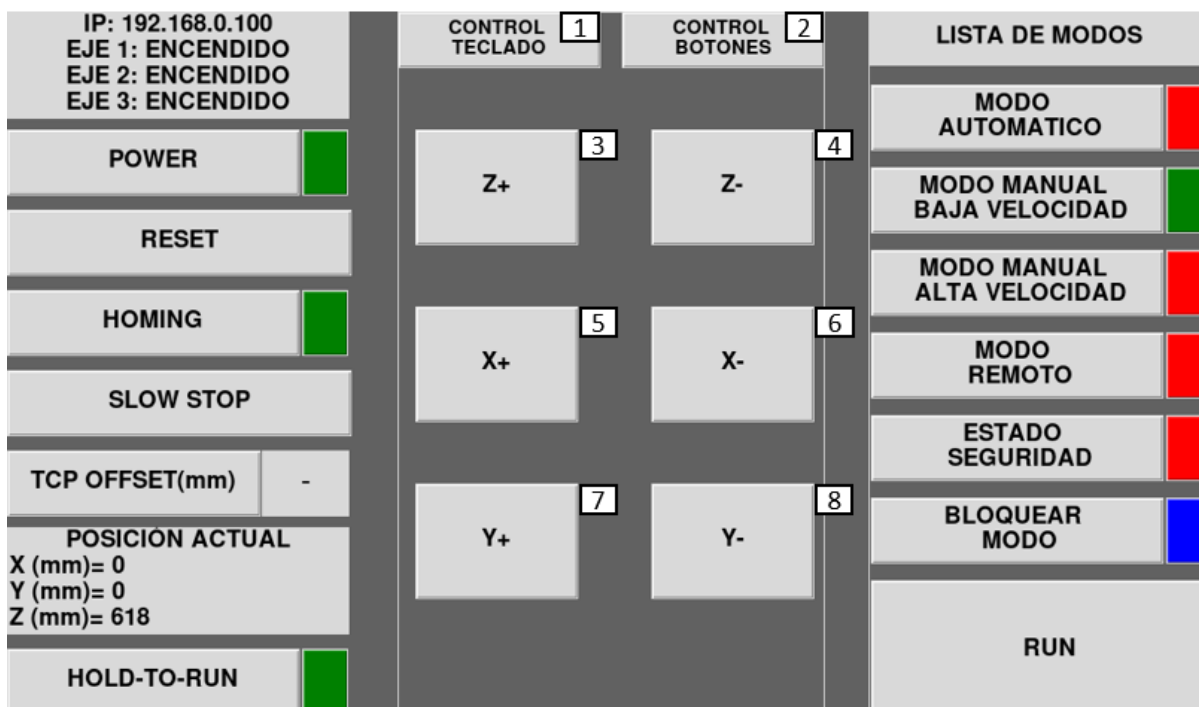 IP: 192.168.0.100
EJE 1: ENCENDIDO
EJE 2: ENCENDIDO
EJE 3: ENCENDIDO
POWER
RESET
HOMING
SLOW STOP
TCP OFFSET(mm) -
POSICIÓN ACTUAL
X (mm)= 0
Y (mm)= 0
Z (mm)= 618
HOLD-TO-RUN
CONTROL
TECLADO
1
CONTROL
BOTONES
2
Z+
3
Z-
4
X+
5
X-
6
Y+
7
Y-
8
LISTA DE MODOS
MODO
AUTOMATICO
MODO MANUAL
BAJA VELOCIDAD
MODO MANUAL
ALTA VELOCIDAD
MODO
REMOTO
ESTADO
SEGURIDAD
BLOQUEAR
MODO
RUN